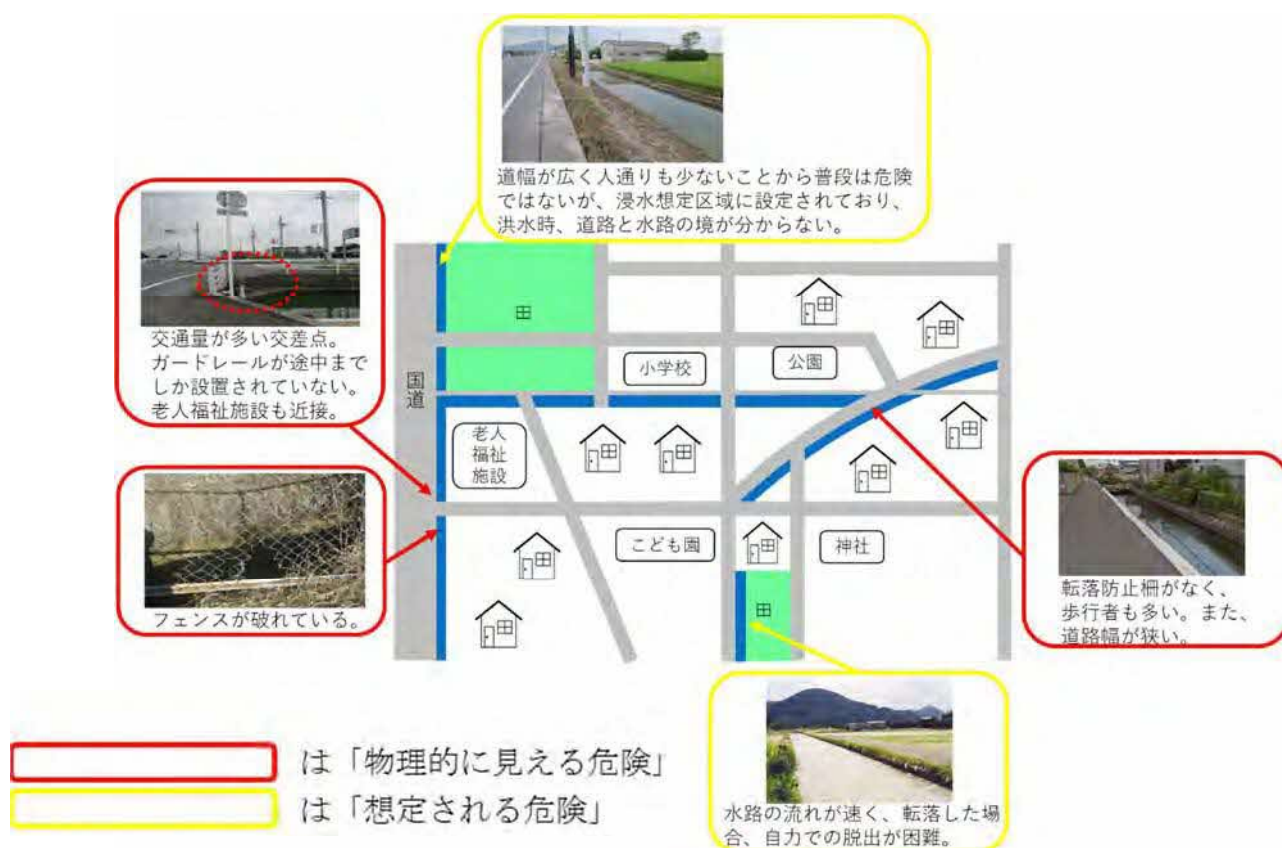 道幅が広く人通りも少ないことから普段は危険
ではないが、浸水想定区域に設定されており、
洪水時、道路と水路の境が分からない。
交通量が多い交差点。
ガードレールが途中まで
しか設置されていない。
老人福祉施設も近接。
フェンスが破れている。
国道
田
小学校
公園
老人
福祉
施設
こども園
神社
田
転落防止柵がなく、
歩行者も多い。また、
道路幅が狭い。
水路の流れが速く、転落した場
合、自力での脱出が困難。
は「物理的に見える危険」
は「想定される危険」